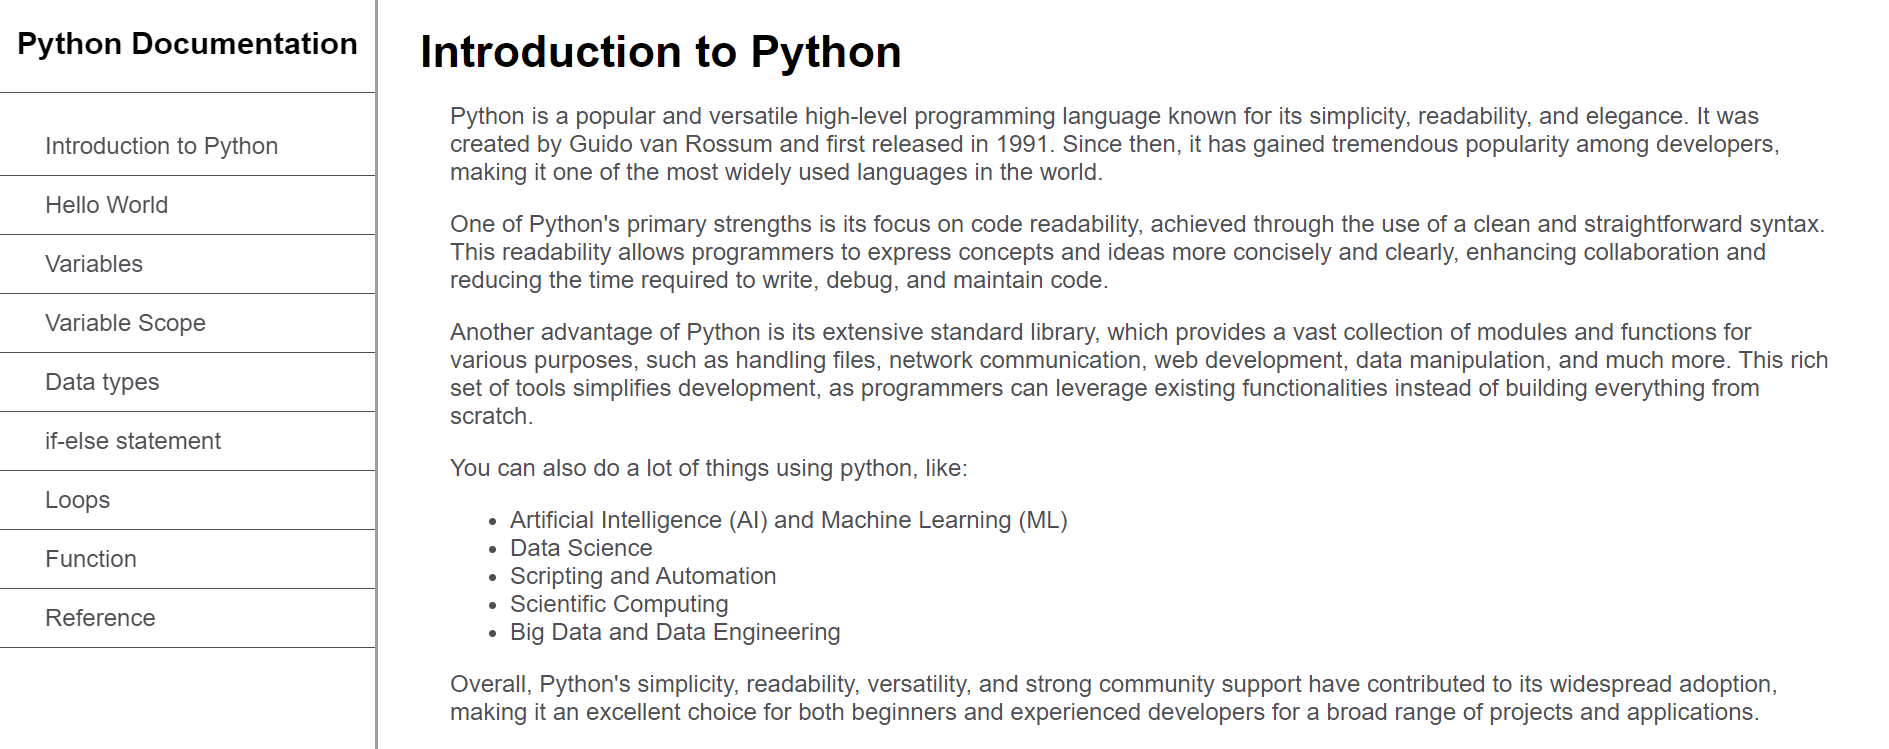 Python Documentation
Introduction to Python
Hello World
Variables
Variable Scope
Data types
if-else statement
Loops
Function
Reference
Introduction to Python
Python is a popular and versatile high-level programming language known for its simplicity, readability, and elegance. It was
created by Guido van Rossum and first released in 1991. Since then, it has gained tremendous popularity among developers,
making it one of the most widely used languages in the world.
One of Python's primary strengths is its focus on code readability, achieved through the use of a clean and straightforward syntax.
This readability allows programmers to express concepts and ideas more concisely and clearly, enhancing collaboration and
reducing the time required to write, debug, and maintain code.
Another advantage of Python is its extensive standard library, which provides a vast collection of modules and functions for
various purposes, such as handling files, network communication, web development, data manipulation, and much more. This rich
set of tools simplifies development, as programmers can leverage existing functionalities instead of building everything from
scratch.
You can also do a lot of things using python, like:
• Artificial Intelligence (AI) and Machine Learning (ML)
• Data Science
• Scripting and Automation
• Scientific Computing
• Big Data and Data Engineering
Overall, Python's simplicity, readability, versatility, and strong community support have contributed to its widespread adoption,
making it an excellent choice for both beginners and experienced developers for a broad range of projects and applications.